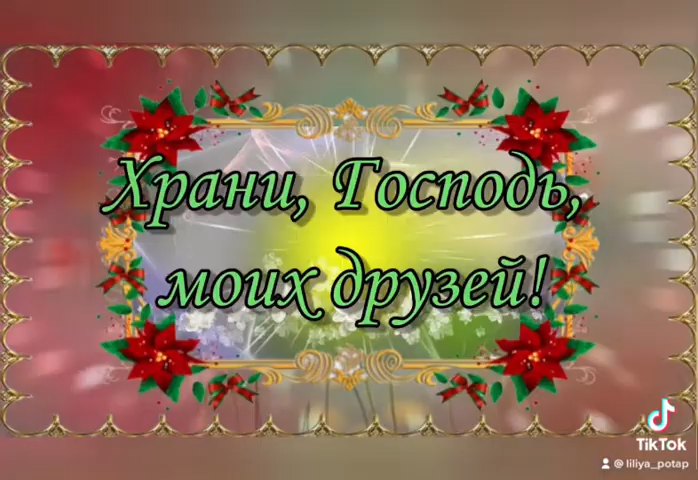 Храни, Господь,
моих друзей!
TikTok
@ liliya_potap